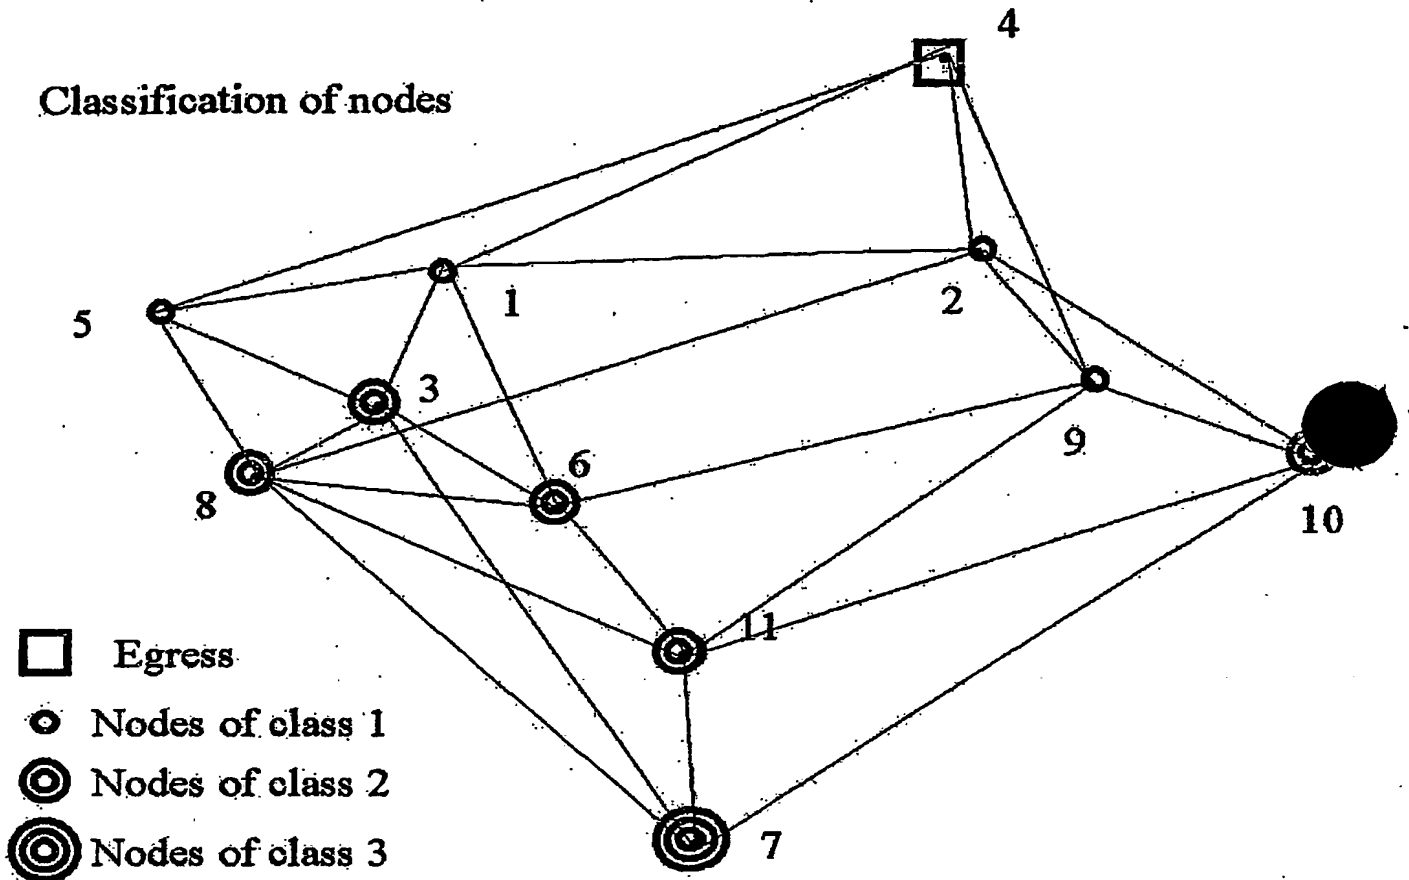 4
Classification of nodes
1
2
5
3
9
6
8
10
11
Egress
Nodes of class 1
Nodes of class 2
Nodes of class 3
7